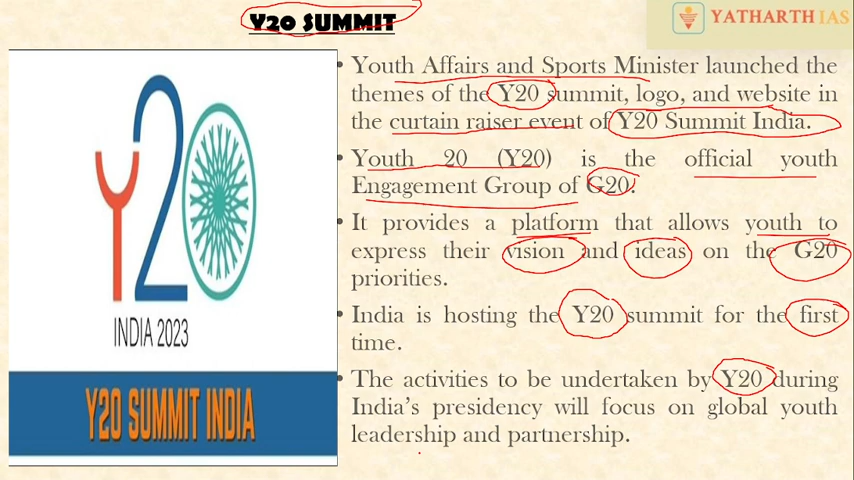 Y20 SUMMIT
YATHARTH IAS
Y20
INDIA 2023
Y20 SUMMIT INDIA
• Youth Affairs and Sports Minister launched the
themes of the Y20 summit, logo, and website in
the curtain raiser event of Y20 Summit India.
• Youth 20 (Y20) is the official youth
Engagement Group of G20.
• It provides a platform that allows youth to
express their vision and ideas on the G20
priorities.
• India is hosting the Y20 summit for the first
time.
• The activities to be undertaken by Y20 during
India's presidency will focus on global youth
leadership and partnership.